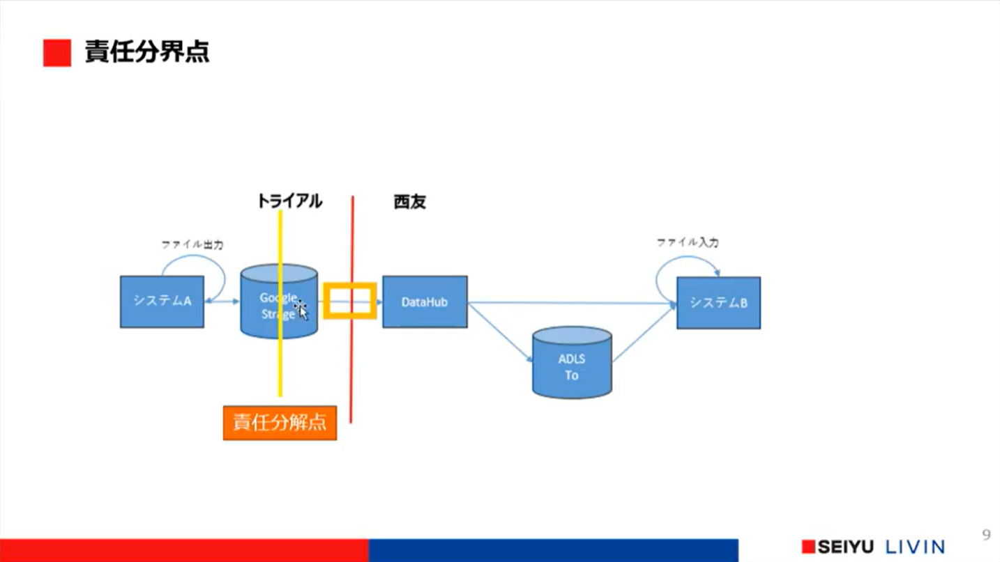 責任分界点
トライアル
西友
ファイル出力
ファイル入力
システムA
Google
Strage
DataHub
システムB
ADLS
To
責任分解点
SEIYU LIVIN
9